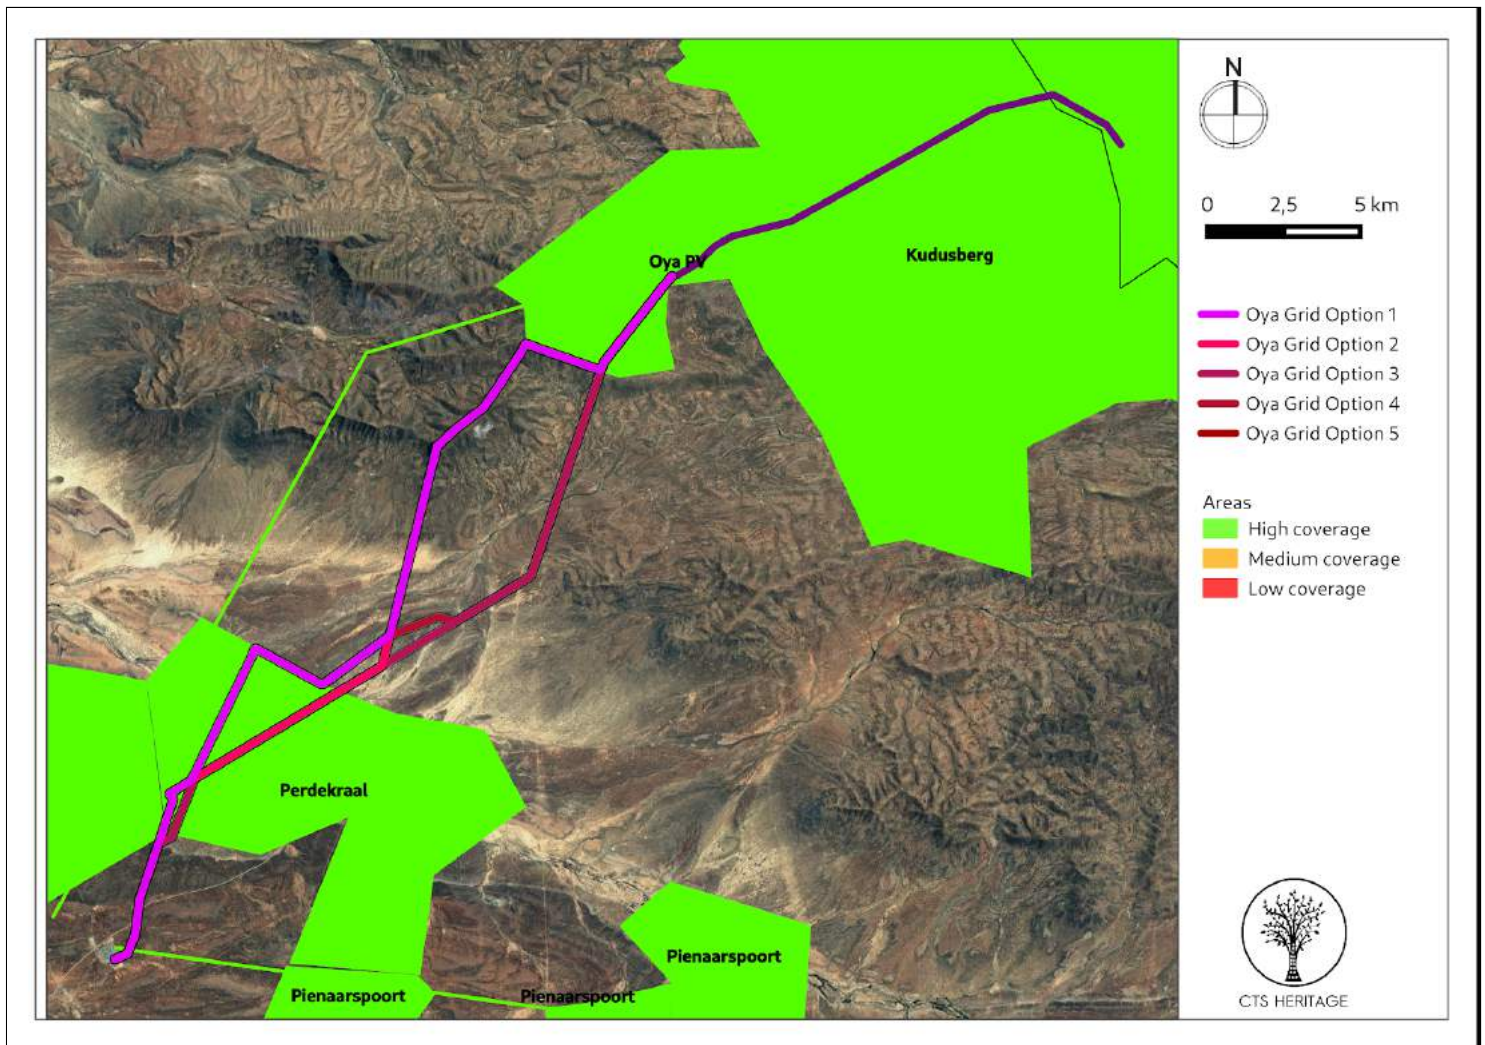 N
0 2,5 5 km
Oya PV
Kudusberg
Oya Grid Option 1
Oya Grid Option 2
Oya Grid Option 3
Oya Grid Option 4
Oya Grid Option 5
Areas
High coverage
Medium coverage
Low coverage
Perdekraal
Pienaarspoort
Pienaarspoort
Pienaarspoort
CTS HERITAGE